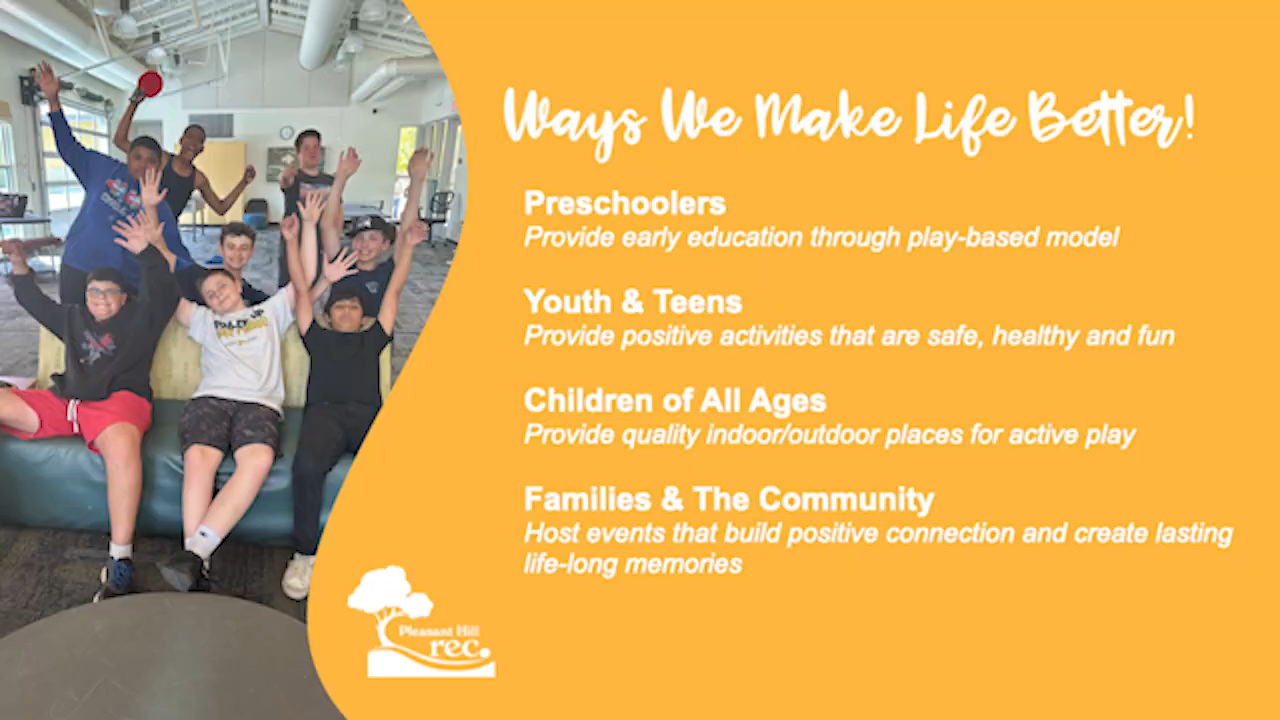 Ways We Make Life Better!
Preschoolers
Provide early education through play-based model
Youth & Teens
Provide positive activities that are safe, healthy and fun
Children of All Ages
Provide quality indoor/outdoor places for active play
Families & The Community
Host events that build positive connection and create lasting
life-long memories
Pleasant Hill
rec.